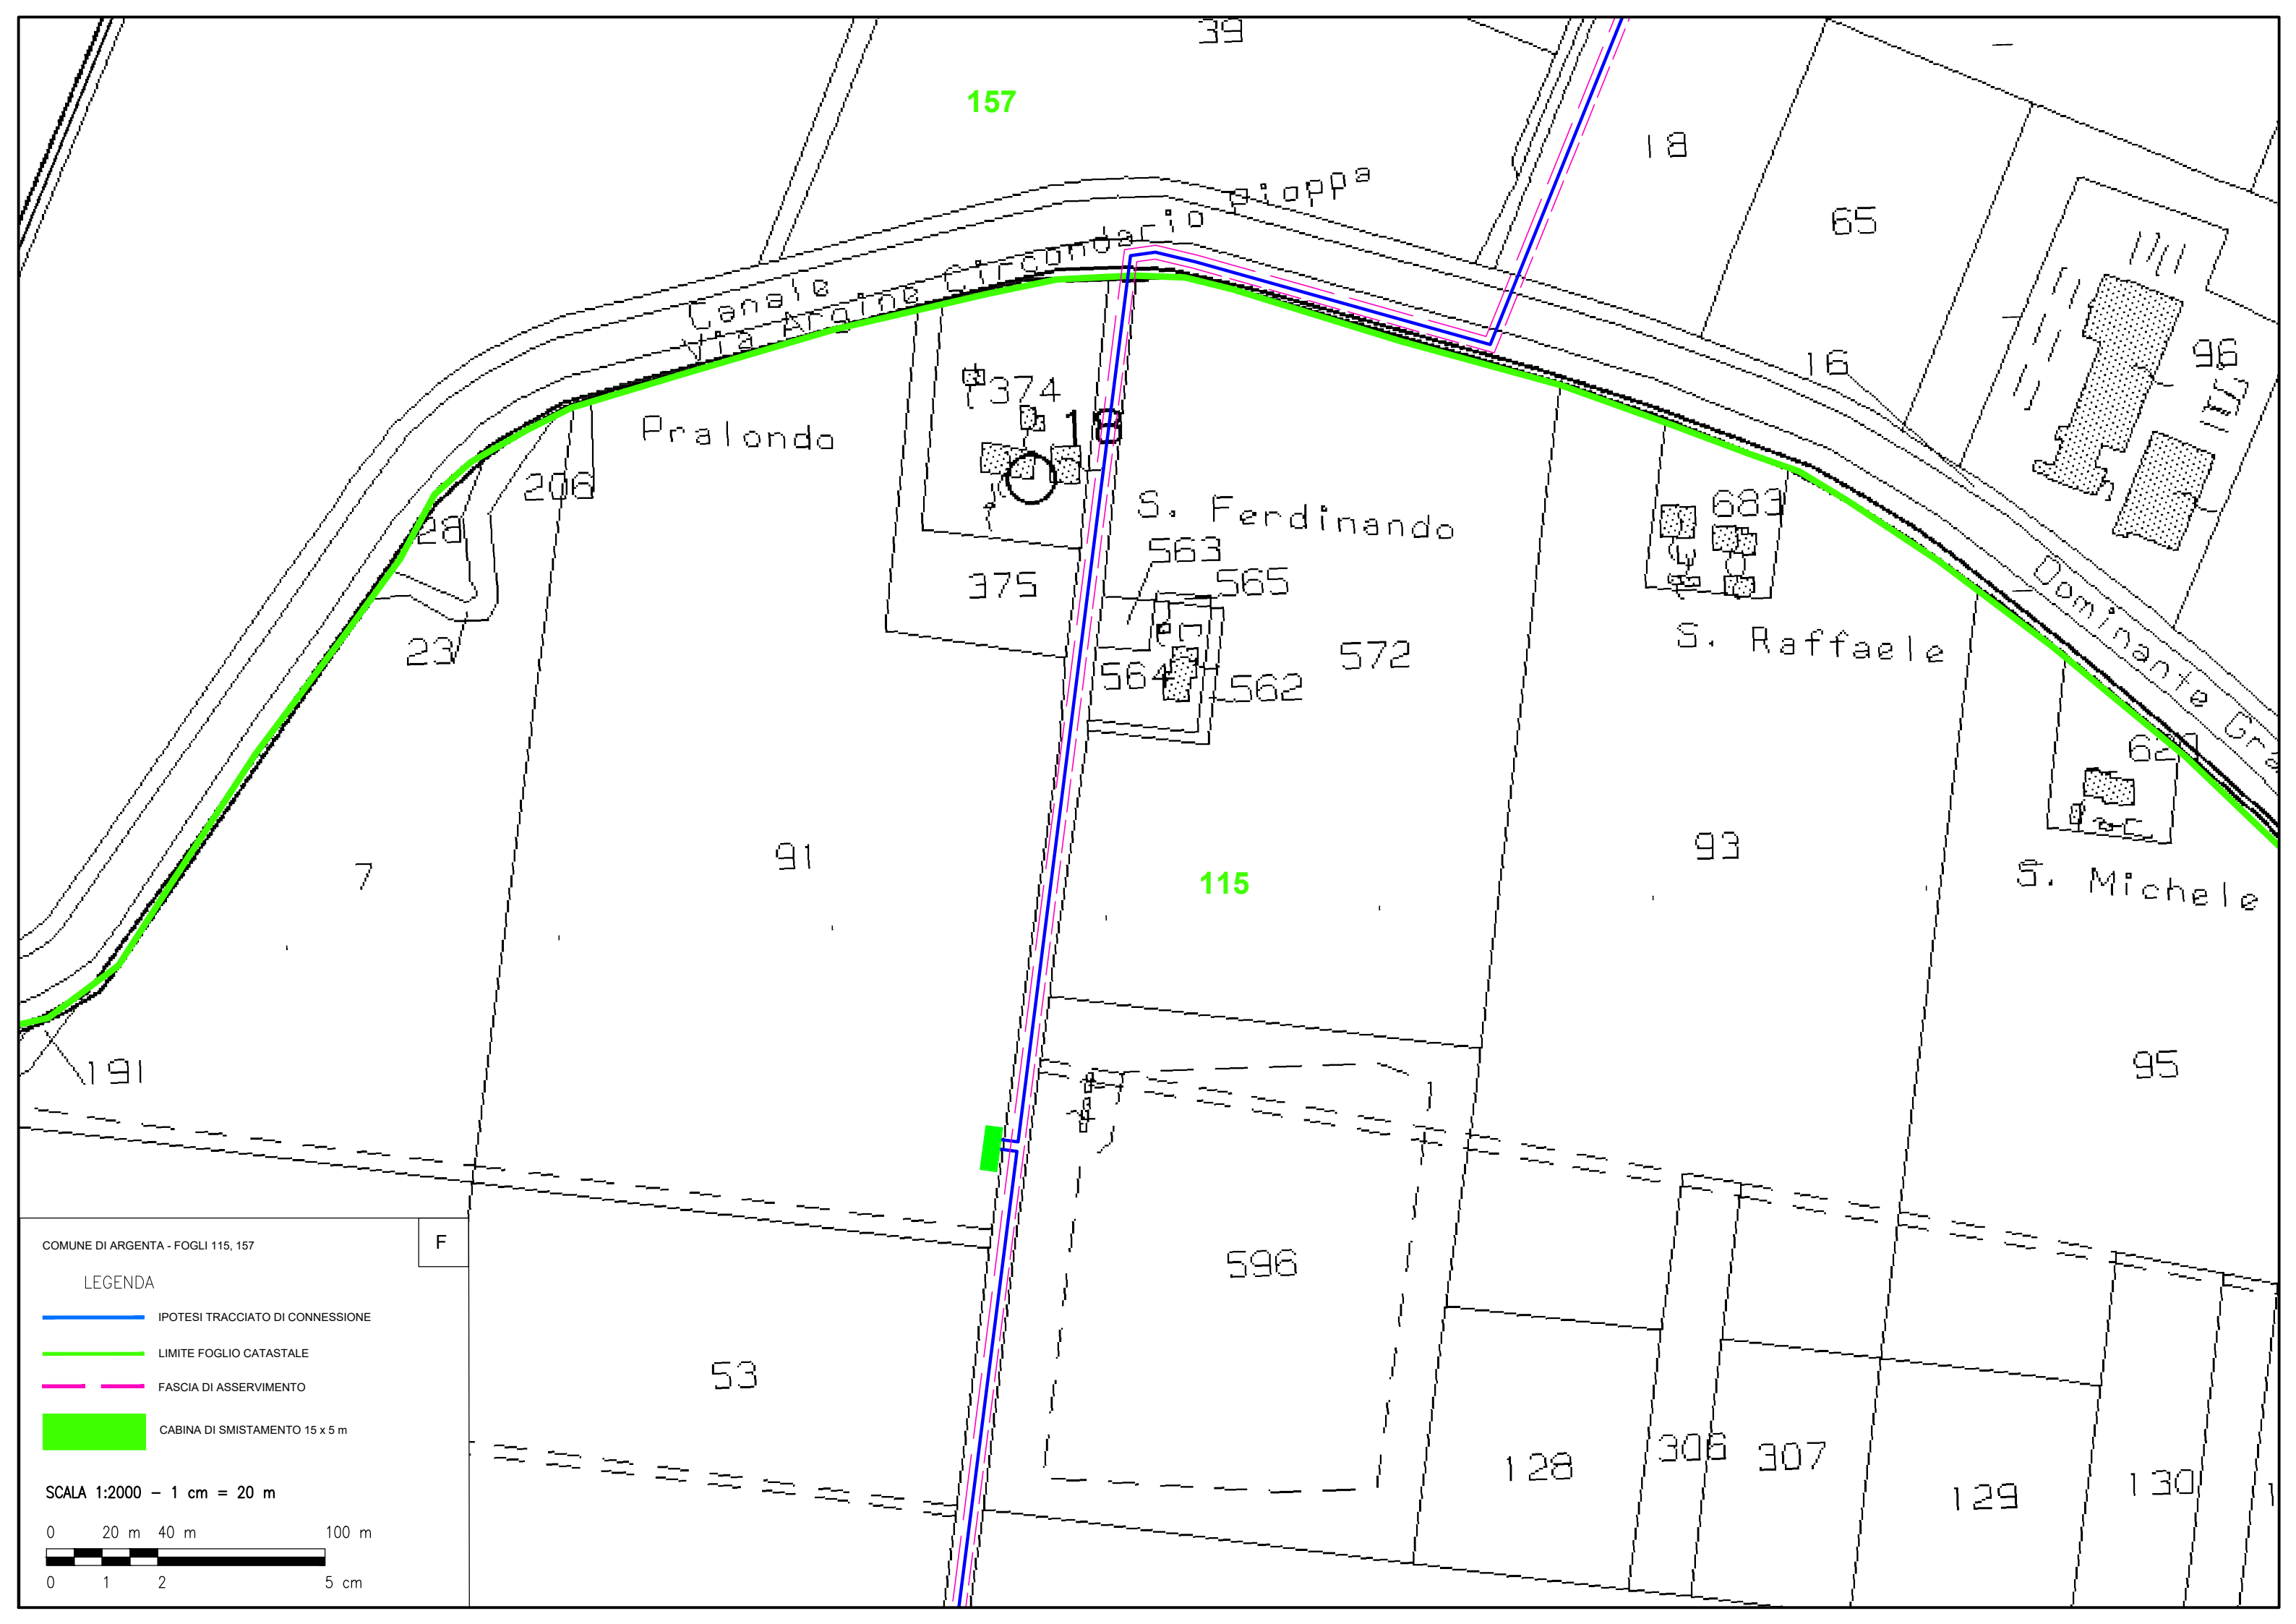 39
157
18
65
Canale
Via Argine Circondario Pioppa
16
96
374
18
Pralondo
206
28
S. Ferdinando
683
563
375
565
23
572
S. Raffaele
564
562
Dominante Gra
629
91
7
93
115
S. Michele
191
95
596
53
128
306
307
129
130
1
COMUNE DI ARGENTA - FOGLI 115, 157
F
LEGENDA
IPOTESI TRACCIATO DI CONNESSIONE
LIMITE FOGLIO CATASTALE
FASCIA DI ASSERVIMENTO
CABINA DI SMISTAMENTO 15 x 5 m
SCALA 1:2000 - 1 cm = 20 m
0 20 m 40 m 100 m
0 1 2 5 cm